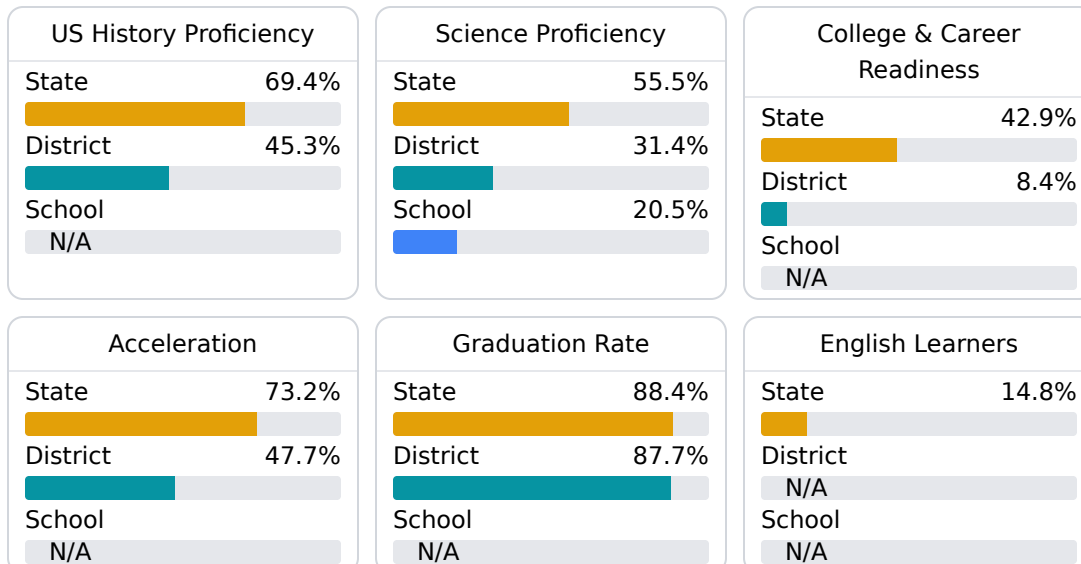 US History Proficiency
State 69.4%
District 45.3%
School
N/A
Science Proficiency
State 55.5%
District 31.4%
School 20.5%
College & Career
Readiness
State 42.9%
District 8.4%
School
N/A
Acceleration
State 73.2%
District 47.7%
School
N/A
Graduation Rate
State 88.4%
District 87.7%
School
N/A
English Learners
State 14.8%
District
N/A
School
N/A